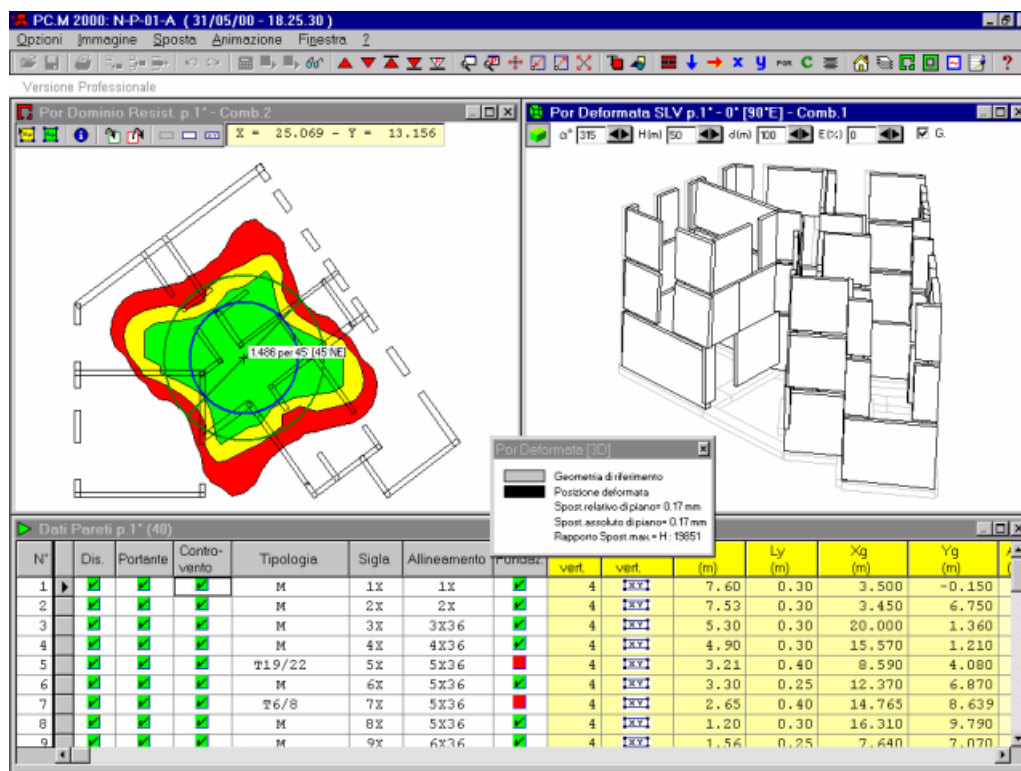 PC.M 2000: N-P-01-A ( 31/05/00 - 18.25.30 )
Opzioni Immagine Sposta Animazione Finestra ?
POR C ?
Versione Professionale
Por Dominio Resist. p.1° - Comb.2
X = 25.069 - Y = 13.156
1.486 per 45° [45°NE]
Por Deformata SLV p.1° - 0° [90°E] - Comb.1
α° 315 H(m) 50 d(m) 100 E(%) 0 G.
Por Deformata [3D]
Geometria di riferimento
Posizione deformata
Spost.relativo di piano= 0.17 mm
Spost.assoluto di piano= 0.17 mm
Rapporto Spost.max = H : 19851
Dati Pareti p.1° (40)
N° Dis. Portante Contro-vento Tipologia Sigla Allineamento Fondaz. vert. vert. (m) Ly (m) Xg (m) Yg (m)
1 M 1X 1X 4 XY 7.60 0.30 3.500 -0.150
2 M 2X 2X 4 XY 7.53 0.30 3.450 6.750
3 M 3X 3X36 4 XY 5.30 0.30 20.000 1.360
4 M 4X 4X36 4 XY 4.90 0.30 15.570 1.210
5 T19/22 5X 5X36 4 XY 3.21 0.40 8.590 4.080
6 M 6X 5X36 4 XY 3.30 0.25 12.370 6.870
7 T6/8 7X 5X36 4 XY 2.65 0.40 14.765 8.639
8 M 8X 5X36 4 XY 1.20 0.30 16.310 9.790
9 M 9X 6X36 4 XY 1.56 0.25 7.640 7.070